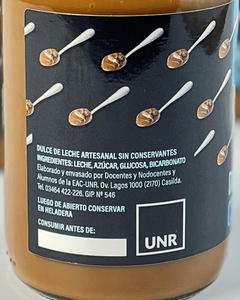 DULCE DE LECHE ARTESANAL SIN CONSERVANTES
INGREDIENTES: LECHE, AZÚCAR, GLUCOSA, BICARBONATO
Elaborado y envasado por Docentes y Nodocentes y
Alumnos de la EAC-UNR. Ov. Lagos 1000 (2170) Casilda.
Tel. 03464 422-226. GIP Nº 546
LUEGO DE ABIERTO CONSERVAR
EN HELADERA
CONSUMIR ANTES DE:
UNR